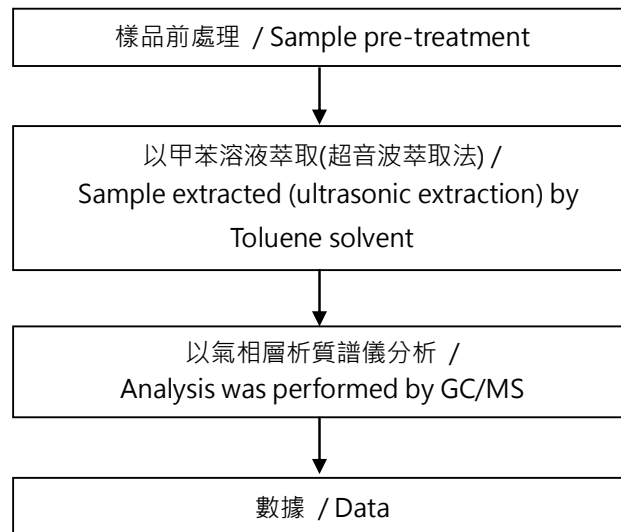 樣品前處理 / Sample pre-treatment
以甲苯溶液萃取(超音波萃取法) /
Sample extracted (ultrasonic extraction) by
Toluene solvent
以氣相層析質譜儀分析 /
Analysis was performed by GC/MS
數據 / Data